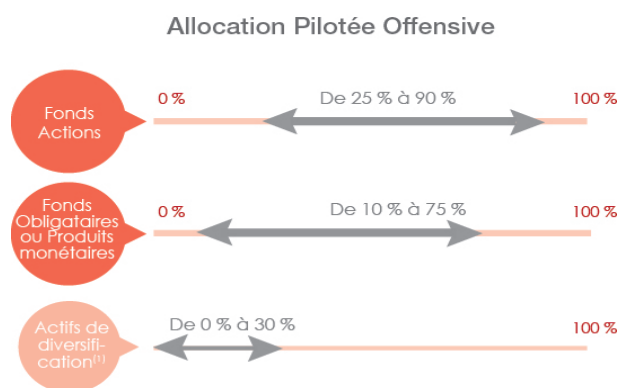 Allocation Pilotée Offensive
Fonds
Actions
0 %
De 25 % à 90 %
100 %
Fonds
Obligataires
ou Produits
monétaires
0 %
De 10 % à 75 %
100 %
Actifs de
diversifi-
cation(1)
De 0 % à 30 %
100 %